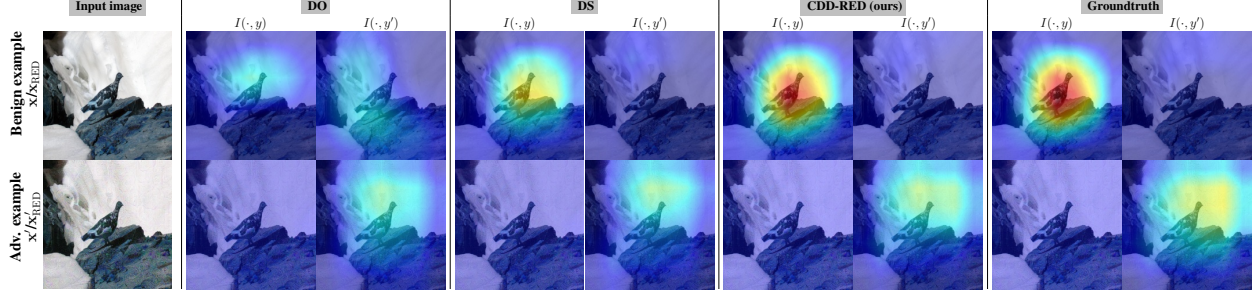 Input image DO DS CDD-RED (ours) Groundtruth
I(·, y) I(·, y′) I(·, y) I(·, y′) I(·, y) I(·, y′) I(·, y) I(·, y′)
Benign example
x/x_RED
Adv. example
x′/x′_RED